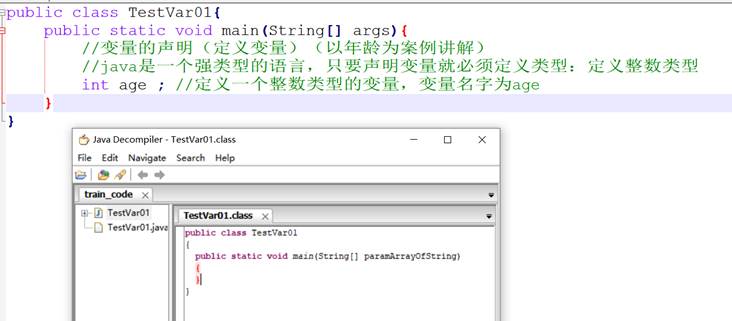 public class TestVar01{
public static void main(String[] args){
//变量的声明（定义变量）（以年龄为案例讲解）
//java是一个强类型的语言，只要声明变量就必须定义类型：定义整数类型
int age ; //定义一个整数类型的变量，变量名字为age
}
}
Java Decompiler - TestVar01.class
File Edit Navigate Search Help
train_code
TestVar01
TestVar01.java
TestVar01.class
public class TestVar01
{
public static void main(String[] paramArrayOfString)
{
}
}